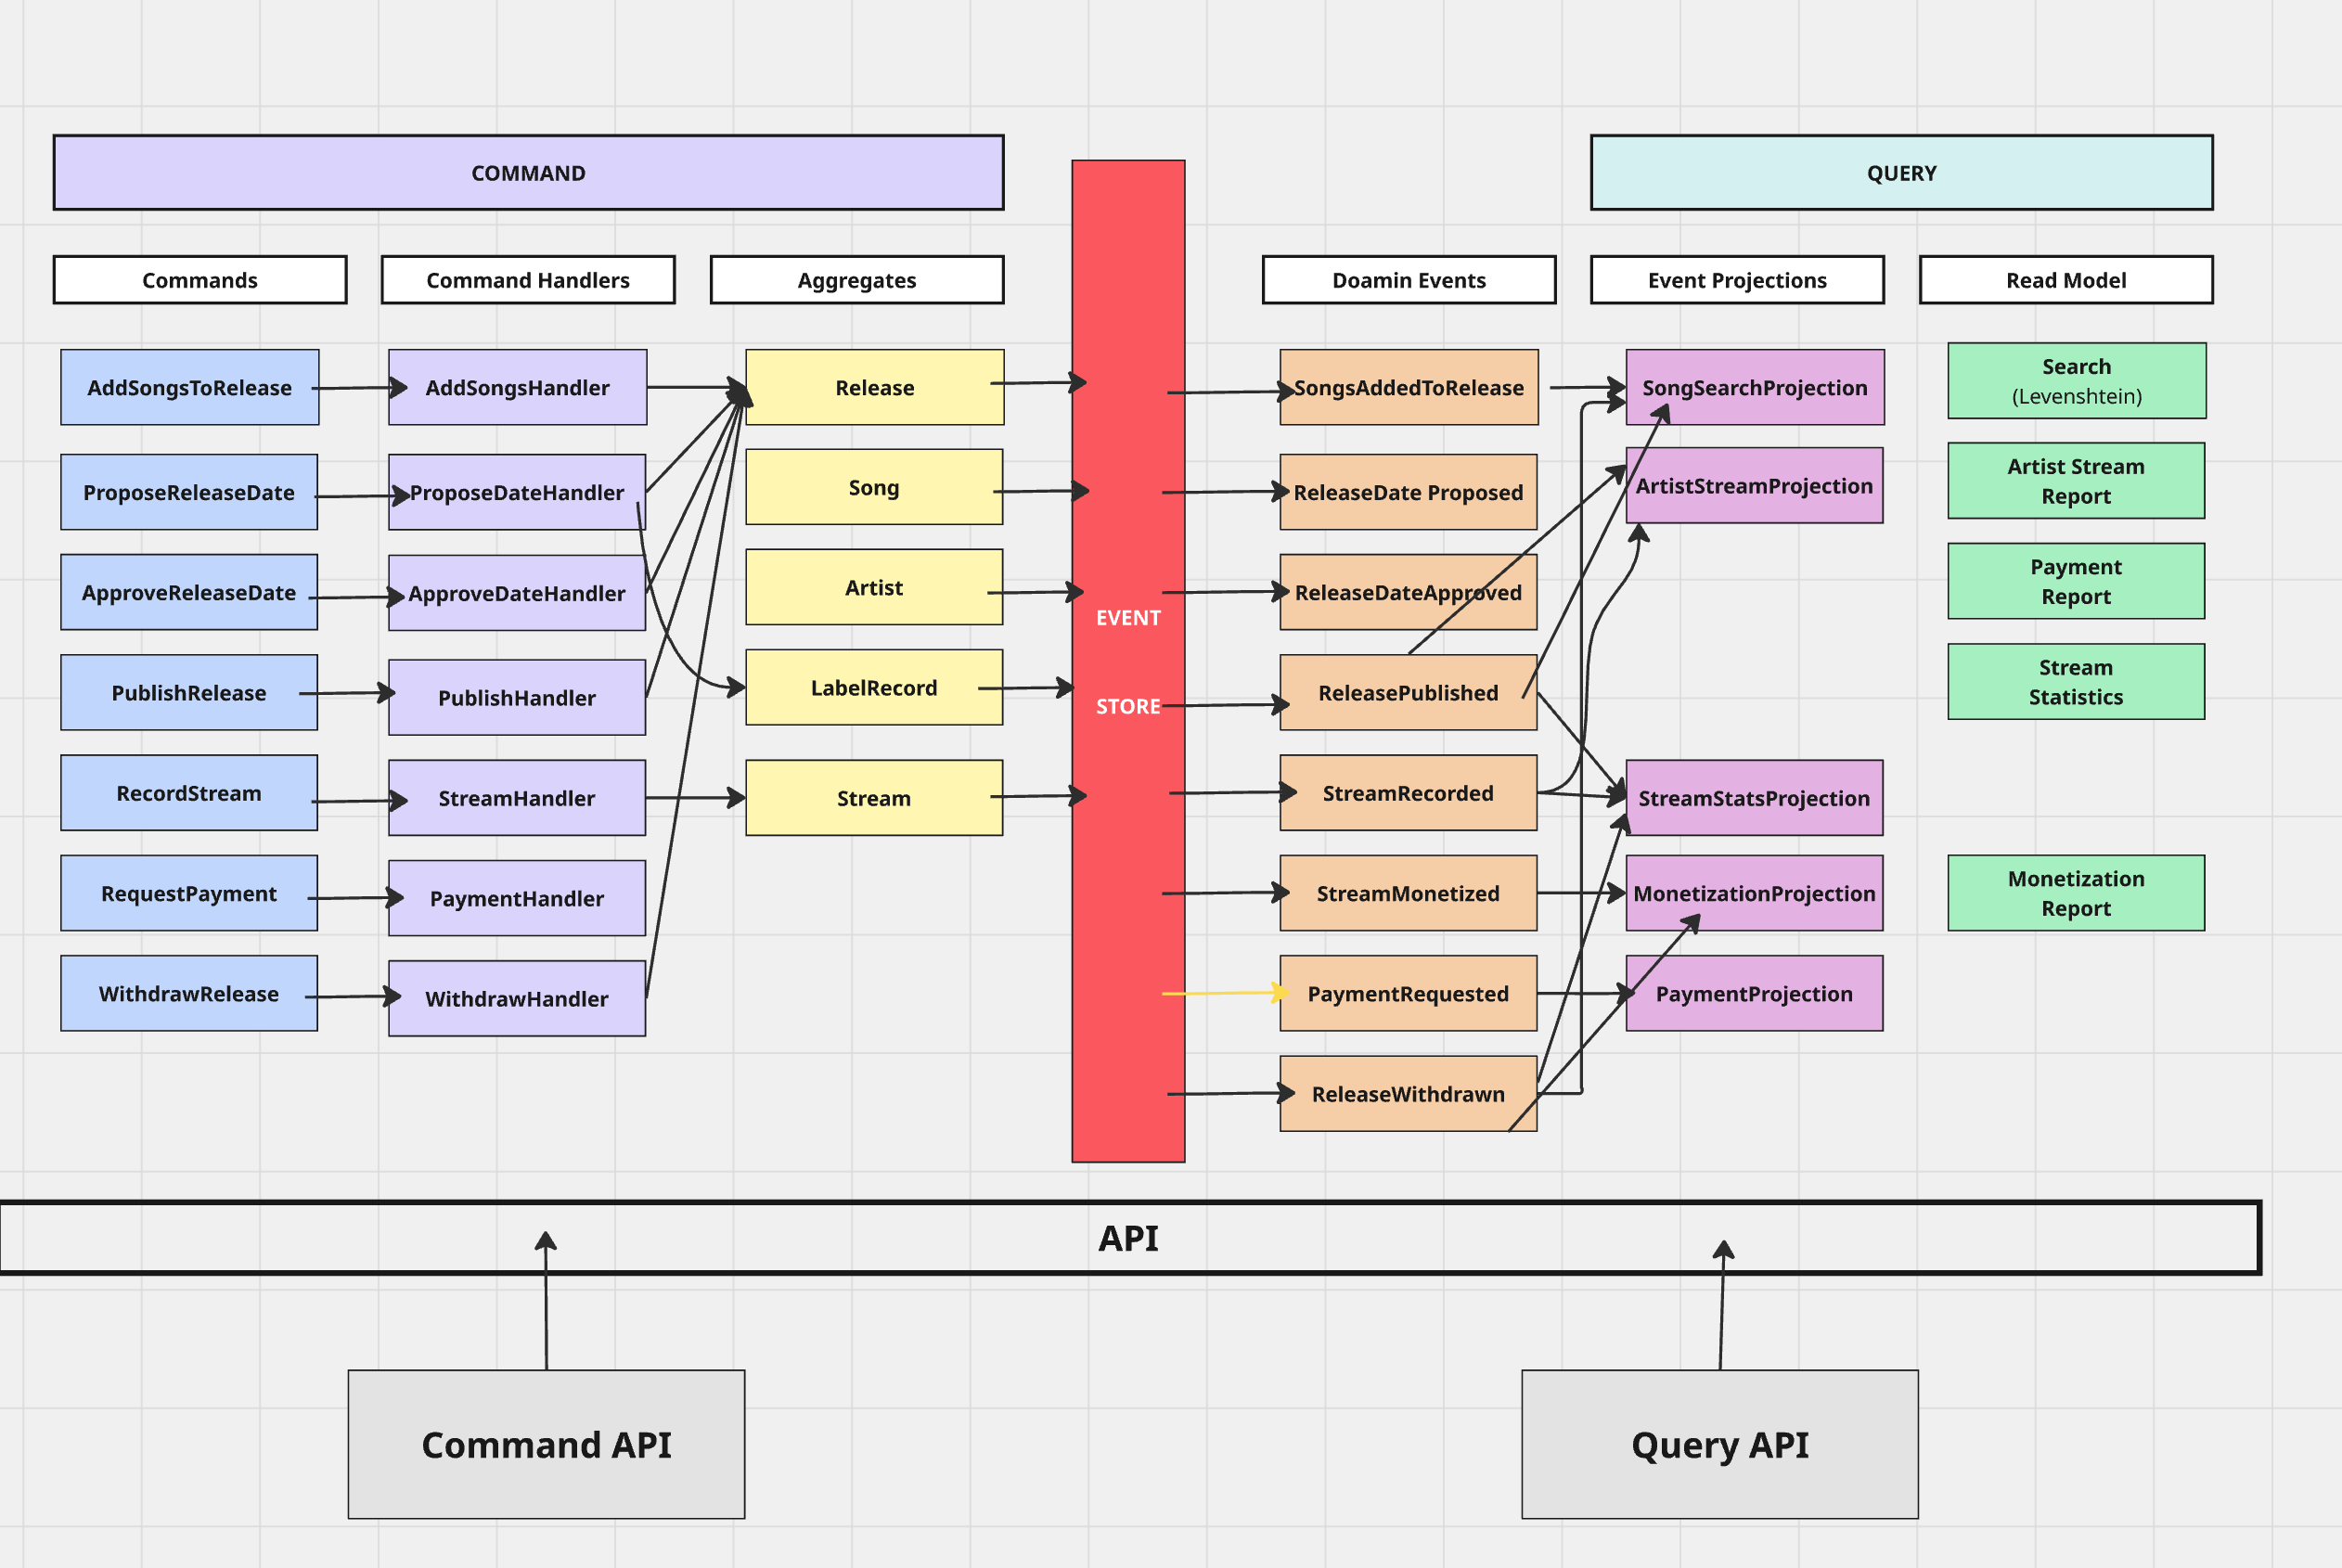 COMMAND
QUERY
Commands
Command Handlers
Aggregates
Doamin Events
Event Projections
Read Model
AddSongsToRelease
AddSongsHandler
Release
SongsAddedToRelease
SongSearchProjection
Search
(Levenshtein)
ProposeReleaseDate
ProposeDateHandler
Song
ReleaseDate Proposed
ArtistStreamProjection
Artist Stream
Report
ApproveReleaseDate
ApproveDateHandler
Artist
ReleaseDateApproved
Payment
Report
EVENT
STORE
PublishRelease
PublishHandler
LabelRecord
ReleasePublished
Stream
Statistics
RecordStream
StreamHandler
Stream
StreamRecorded
StreamStatsProjection
RequestPayment
PaymentHandler
StreamMonetized
MonetizationProjection
Monetization
Report
WithdrawRelease
WithdrawHandler
PaymentRequested
PaymentProjection
ReleaseWithdrawn
API
Command API
Query API